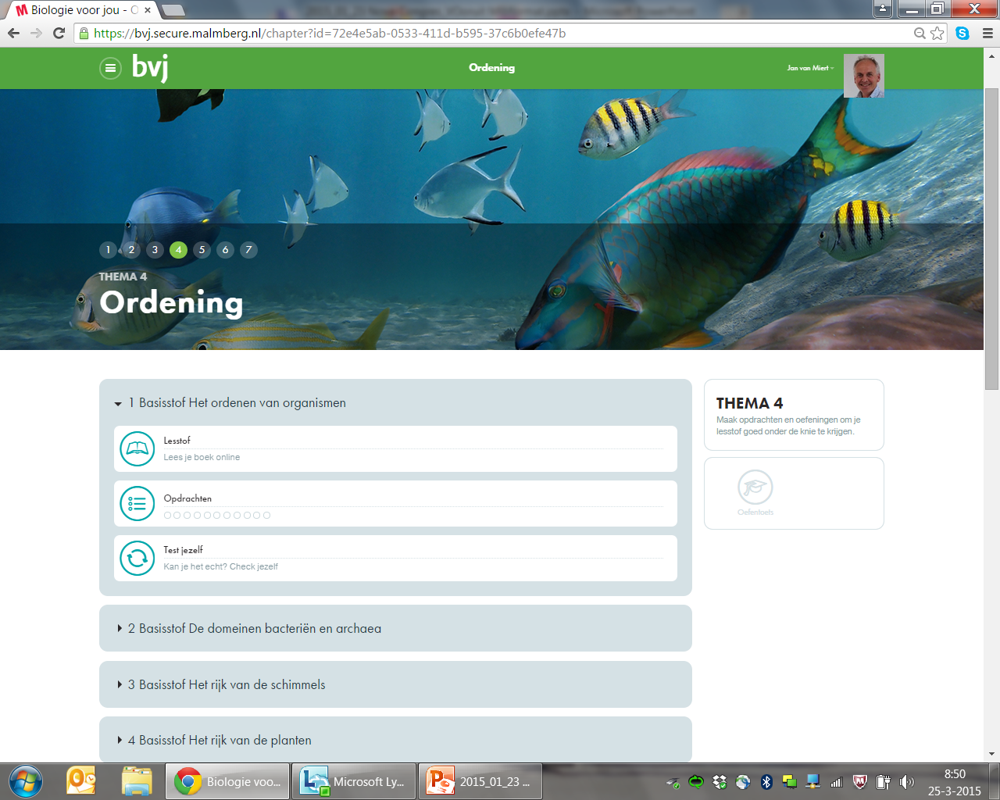 Biologie voor jou - O
https://bvj.secure.malmberg.nl/chapter?id=72e4e5ab-0533-411d-b595-37c6b0efe47b
bvj
Ordening
Jan van Miert
1 2 3 4 5 6 7
THEMA 4
Ordening
1 Basisstof Het ordenen van organismen
Lesstof
Lees je boek online
Opdrachten
Test jezelf
Kan je het echt? Check jezelf
2 Basisstof De domeinen bacteriën en archaea
3 Basisstof Het rijk van de schimmels
4 Basisstof Het rijk van de planten
THEMA 4
Maak opdrachten en oefeningen om je
lesstof goed onder de knie te krijgen.
Oefentoets
Biologie voo...
Microsoft Ly...
2015_01_23 ...
8:50
25-3-2015